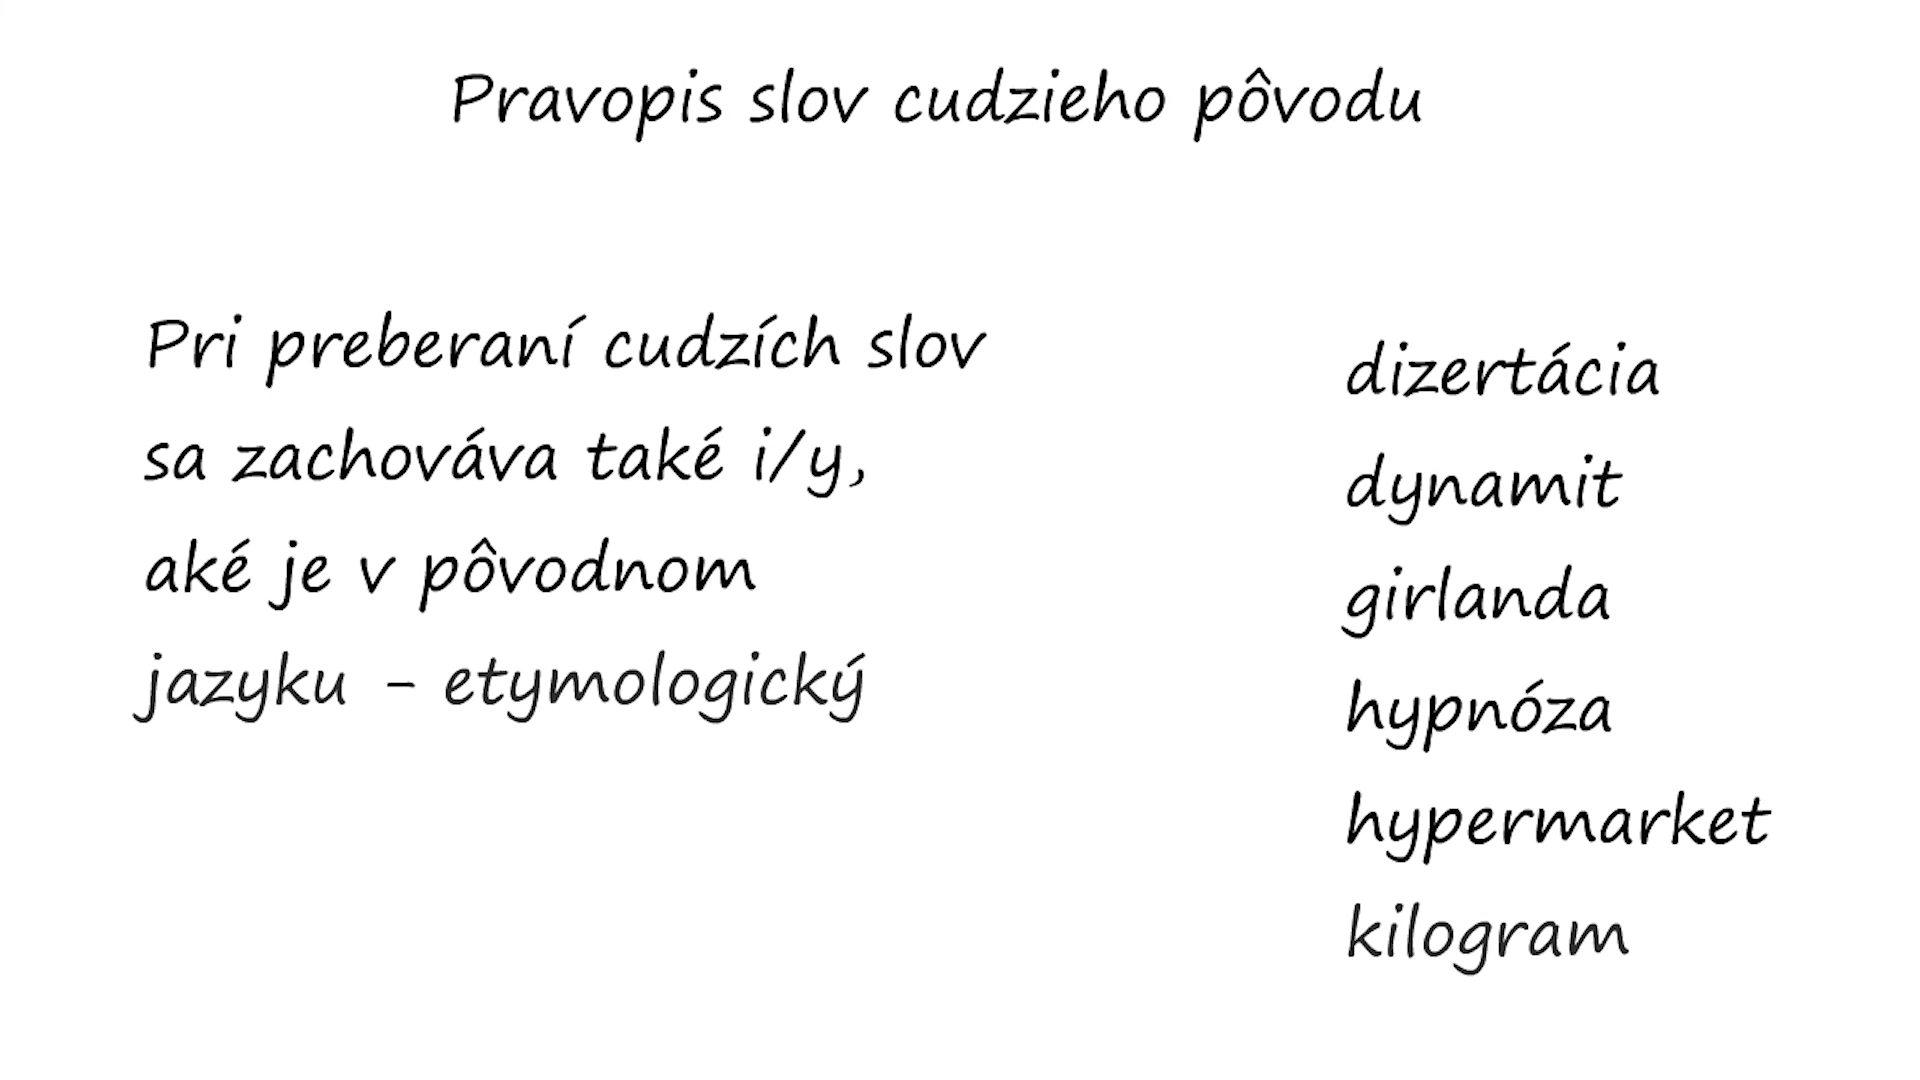 Pravopis slov cudzieho pôvodu
Pri preberaní cudzích slov
sa zachováva také i/y,
aké je v pôvodnom
jazyku - etymologický
dizertácia
dynamit
girlanda
hypnóza
hypermarket
kilogram